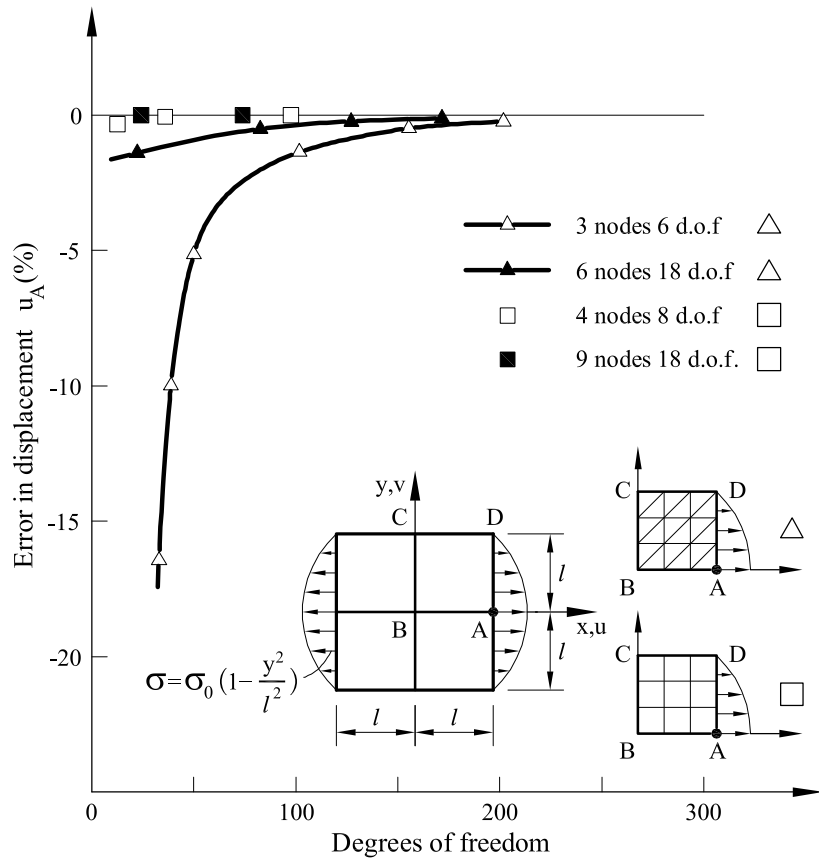 0
-5
-10
-15
-20
Error in displacement u_A(%)
3 nodes 6 d.o.f
6 nodes 18 d.o.f
4 nodes 8 d.o.f
9 nodes 18 d.o.f.
y,v
C
D
B
A
x,u
l
l
l
l
σ=σ₀(1−y²/l²)
C
D
B
A
C
D
B
A
0
100
200
300
Degrees of freedom